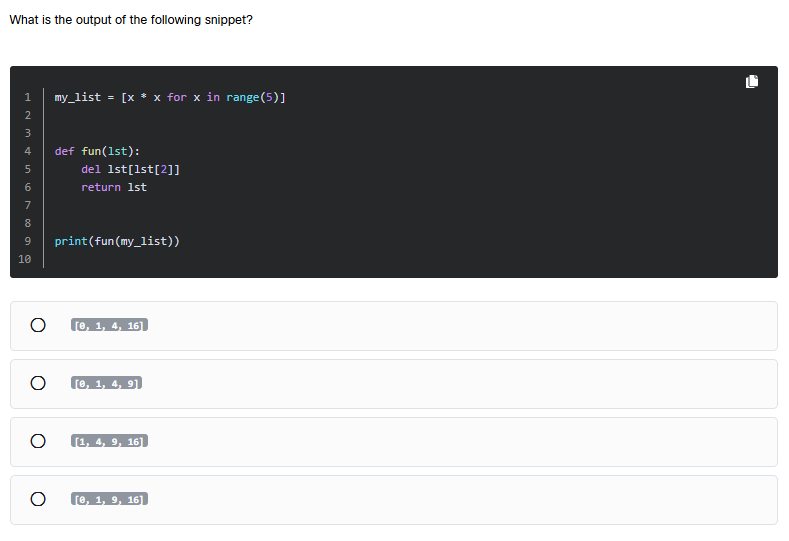 What is the output of the following snippet?
1 my_list = [x * x for x in range(5)]
2
3
4 def fun(lst):
5     del lst[lst[2]]
6     return lst
7
8
9 print(fun(my_list))
10
[0, 1, 4, 16]
[0, 1, 4, 9]
[1, 4, 9, 16]
[0, 1, 9, 16]